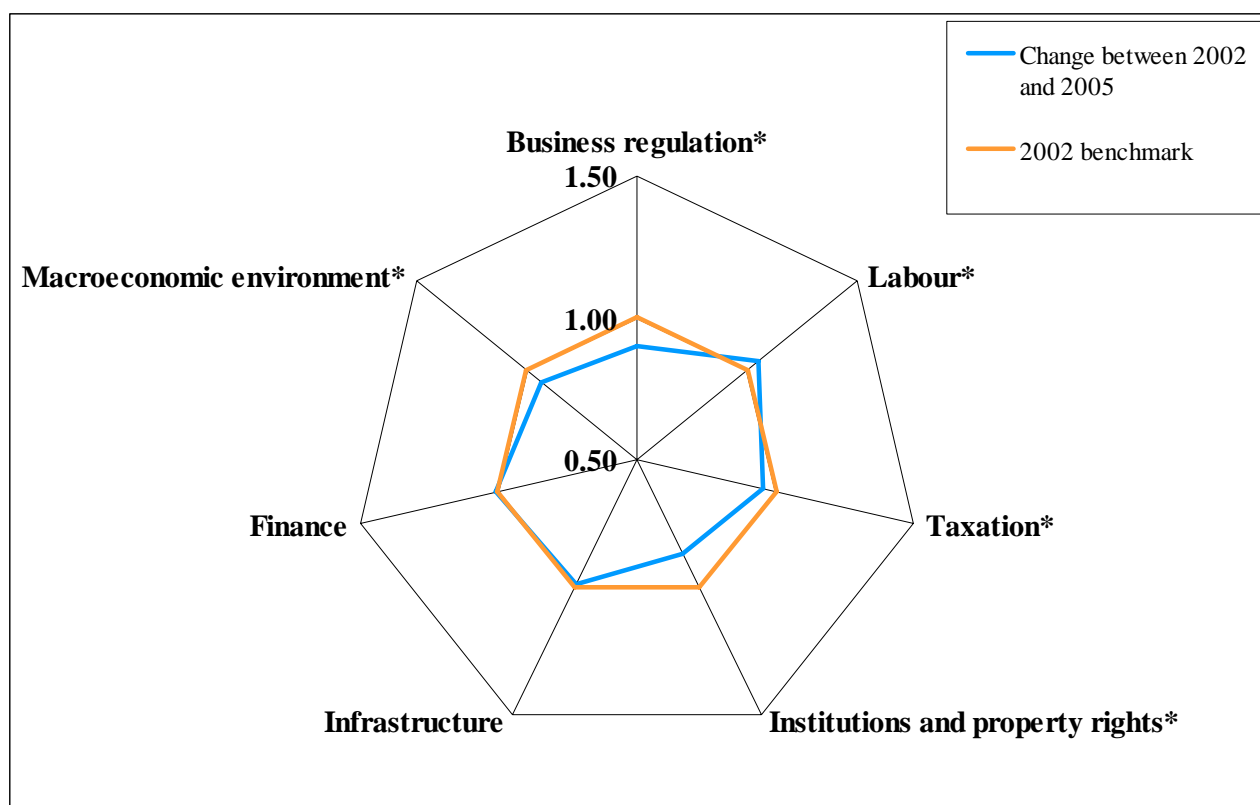 Change between 2002
and 2005
2002 benchmark
Business regulation*
1.50
Macroeconomic environment*
Labour*
1.00
0.50
Finance
Taxation*
Infrastructure
Institutions and property rights*